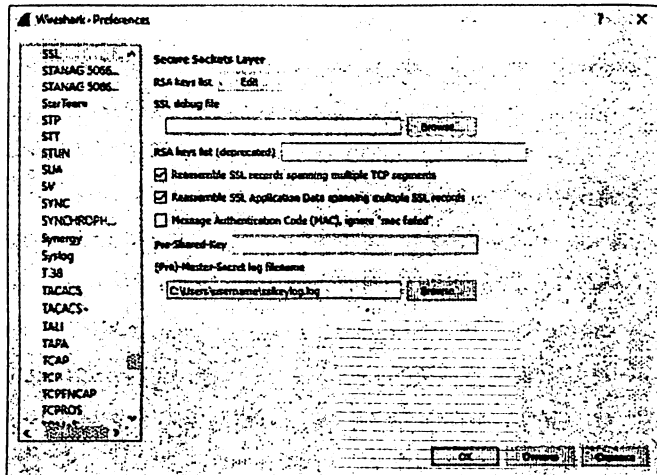 Wireshark · Preferences ? X
SSL
STANAG 5066...
STANAG 5066...
StarTeam
STP
STT
STUN
SUA
SV
SYNC
SYNCHROPH...
Synergy
Syslog
T.38
TACACS
TACACS+
TALI
TAPA
TCAP
TCP
TCPENCAP
TCPROS
Secure Sockets Layer
RSA keys list Edit...
SSL debug file
Browse...
RSA keys list (deprecated)
Reassemble SSL records spanning multiple TCP segments
Reassemble SSL Application Data spanning multiple SSL records
Message Authentication Code (MAC), ignore "mac failed"
Pre-Shared-Key
(Pre)-Master-Secret log filename
C:\Users\username\sslkeylog.log Browse...
OK